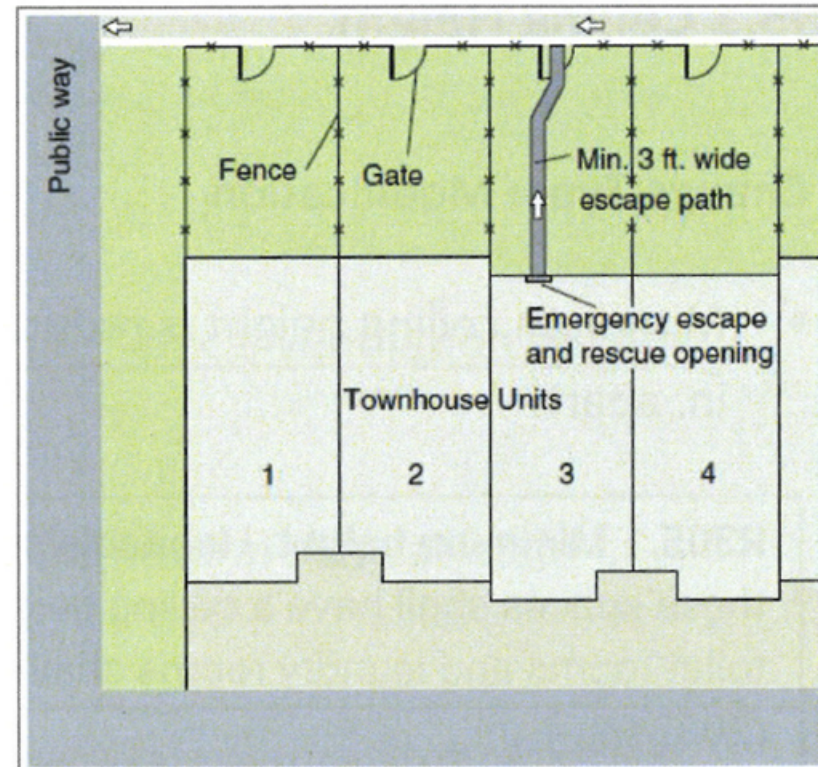 Public way
Fence
Gate
Min. 3 ft. wide
escape path
Emergency escape
and rescue opening
Townhouse Units
1
2
3
4